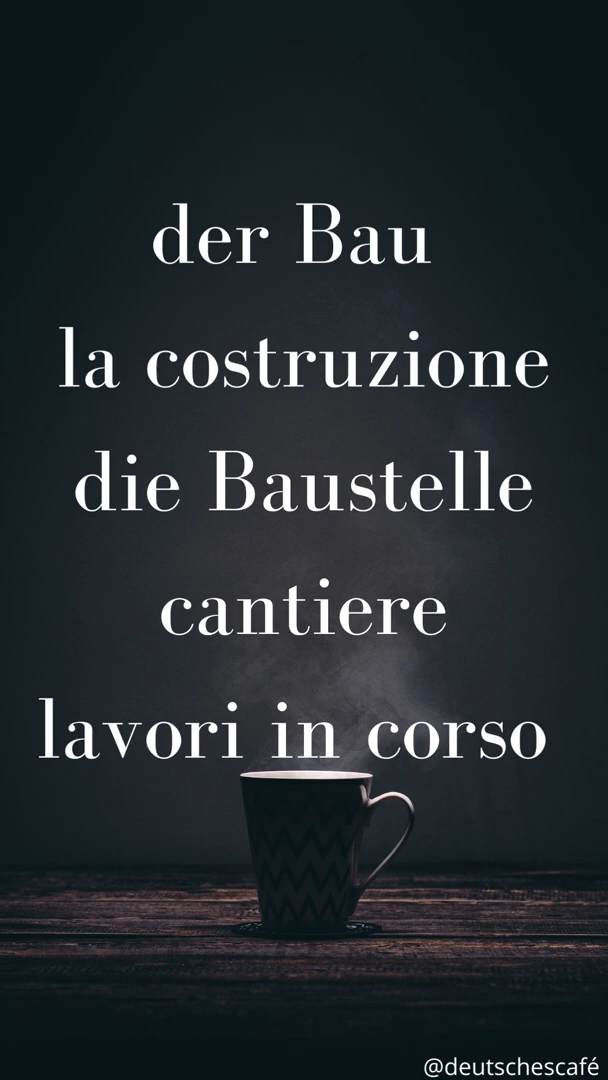 der Bau
la costruzione
die Baustelle
cantiere
lavori in corso
@deutschescafé